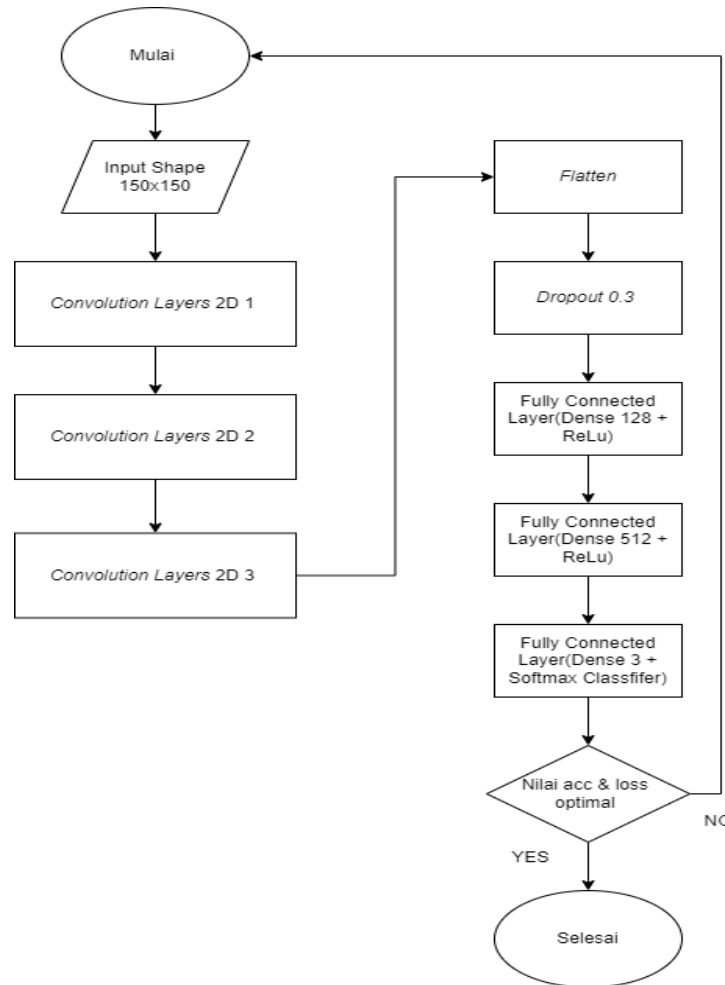 Mulai
Input Shape
150x150
Convolution Layers 2D 1
Convolution Layers 2D 2
Convolution Layers 2D 3
Flatten
Dropout 0.3
Fully Connected
Layer(Dense 128 +
ReLu)
Fully Connected
Layer(Dense 512 +
ReLu)
Fully Connected
Layer(Dense 3 +
Softmax Classfifer)
Nilai acc & loss
optimal
NO
YES
Selesai